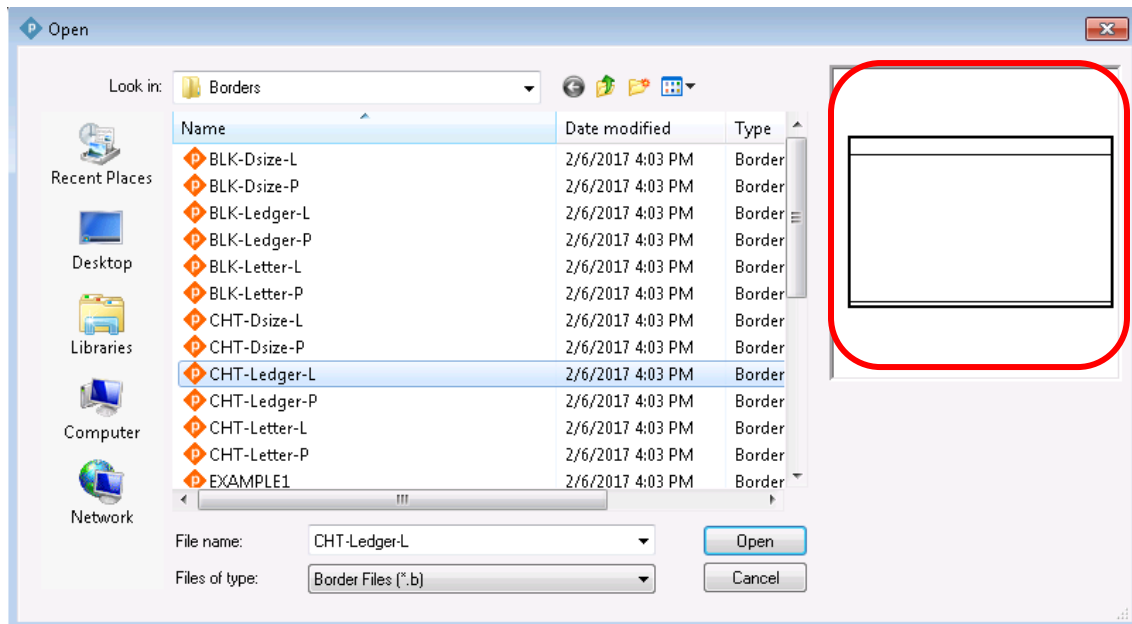 Open
Look in:
Borders
Name Date modified Type
BLK-Dsize-L 2/6/2017 4:03 PM Border
BLK-Dsize-P 2/6/2017 4:03 PM Border
BLK-Ledger-L 2/6/2017 4:03 PM Border
BLK-Ledger-P 2/6/2017 4:03 PM Border
BLK-Letter-L 2/6/2017 4:03 PM Border
BLK-Letter-P 2/6/2017 4:03 PM Border
CHT-Dsize-L 2/6/2017 4:03 PM Border
CHT-Dsize-P 2/6/2017 4:03 PM Border
CHT-Ledger-L 2/6/2017 4:03 PM Border
CHT-Ledger-P 2/6/2017 4:03 PM Border
CHT-Letter-L 2/6/2017 4:03 PM Border
CHT-Letter-P 2/6/2017 4:03 PM Border
EXAMPLE1 2/6/2017 4:03 PM Border
Recent Places
Desktop
Libraries
Computer
Network
File name: CHT-Ledger-L Open
Files of type: Border Files (*.b) Cancel